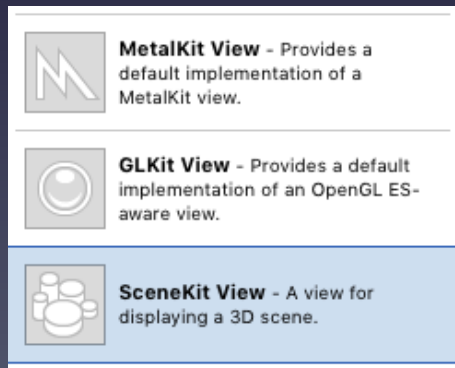 MetalKit View - Provides a
default implementation of a
MetalKit view.
GLKit View - Provides a default
implementation of an OpenGL ES-
aware view.
SceneKit View - A view for
displaying a 3D scene.